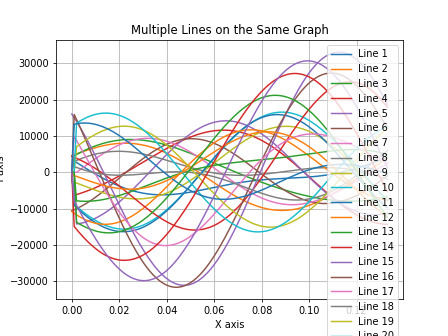 Multiple Lines on the Same Graph
30000
20000
10000
0
−10000
−20000
−30000
0.00
0.02
0.04
0.06
0.08
0.10
X axis
Line 1
Line 2
Line 3
Line 4
Line 5
Line 6
Line 7
Line 8
Line 9
Line 10
Line 11
Line 12
Line 13
Line 14
Line 15
Line 16
Line 17
Line 18
Line 19
Line 20